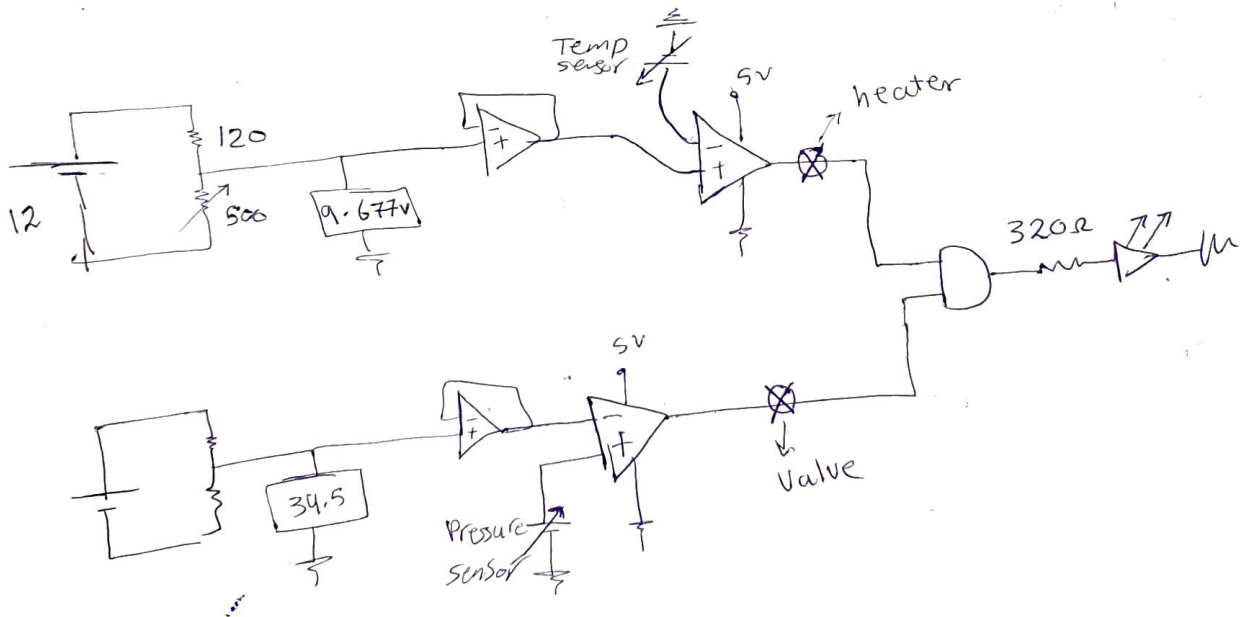 Temp
sensor
5V
heater
120
12
500
9.677v
-
+
-
+
320Ω
5V
34.5
-
+
-
+
Pressure
sensor
Valve